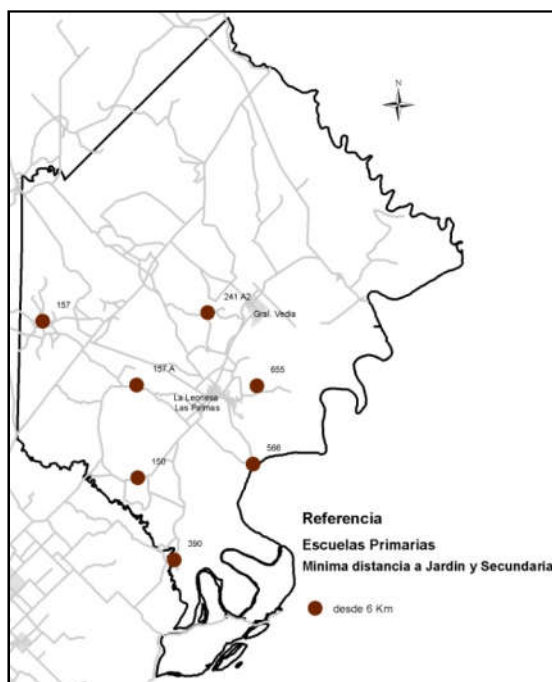 N
241 A2
Gral. Vedia
157
157 A
655
La Leonesa
Las Palmas
566
150
390
Referencia
Escuelas Primarias
Minima distancia a Jardin y Secundaria
desde 6 Km